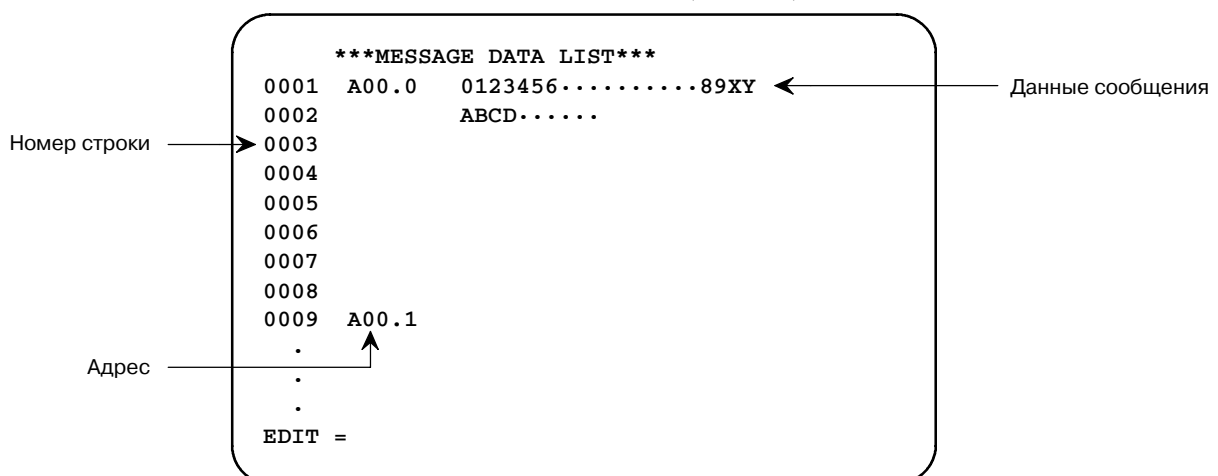 ***MESSAGE DATA LIST***
0001 A00.0 0123456··········89XY
Данные сообщения
0002 ABCD······
Номер строки
0003
0004
0005
0006
0007
0008
0009 A00.1
.
Адрес
.
.
EDIT =